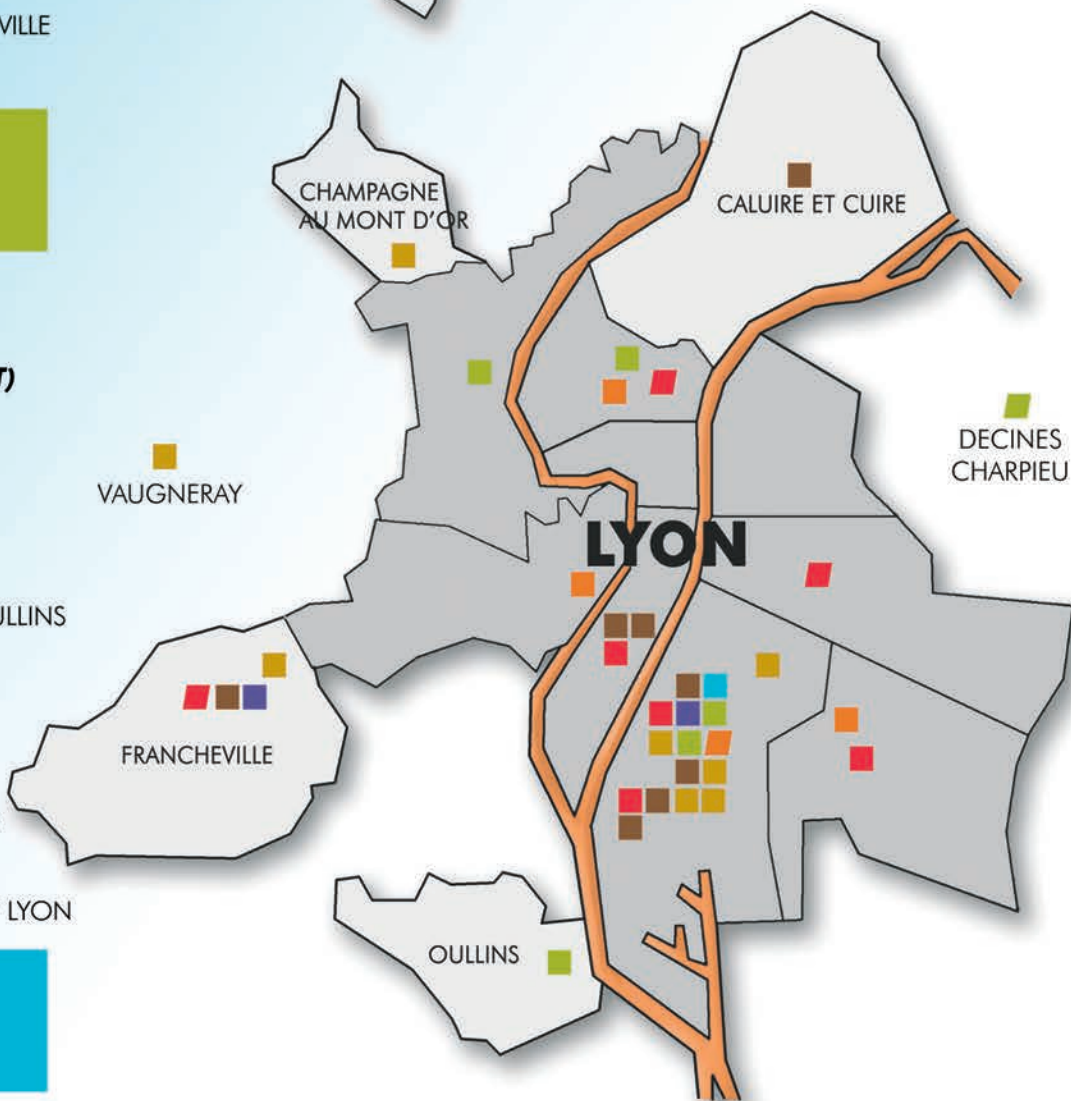 VILLE
CHAMPAGNE
AU MONT D'OR
CALUIRE ET CUIRE
T)
VAUGNERAY
DECINES
CHARPIEU
LYON
ULLINS
FRANCHEVILLE
LYON
OULLINS